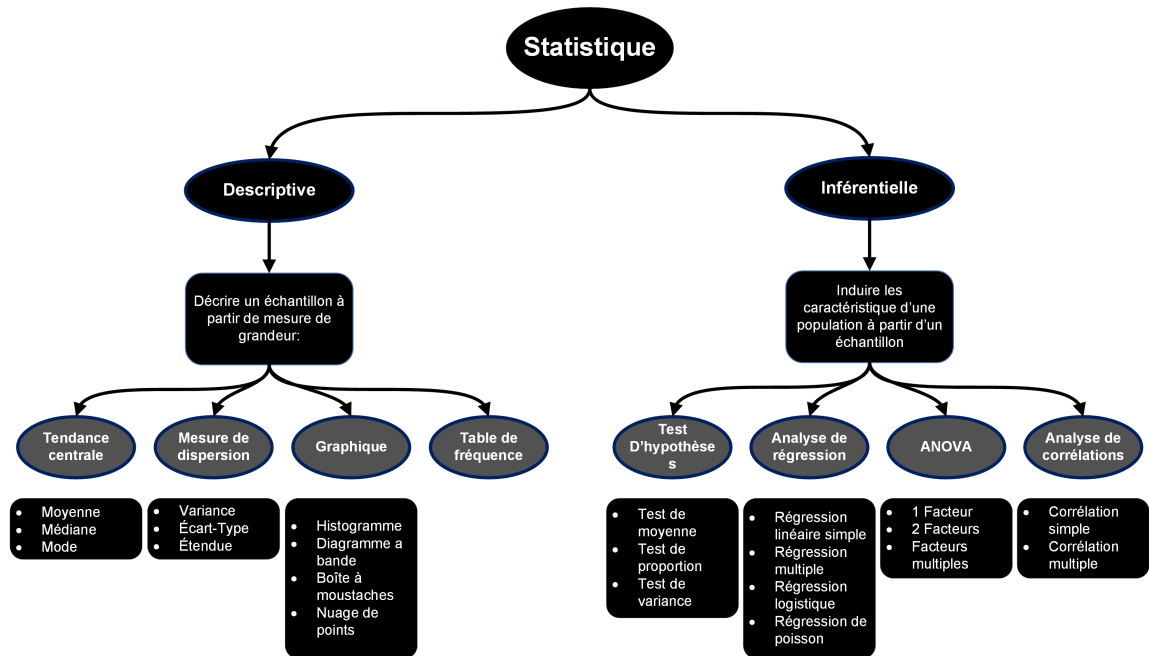 Statistique
Descriptive
Inférentielle
Décrire un échantillon à
partir de mesure de
grandeur:
Induire les
caractéristique d'une
population à partir d'un
échantillon
Tendance
centrale
Mesure de
dispersion
Graphique
Table de
fréquence
Test
D'hypothèse
s
Analyse de
régression
ANOVA
Analyse de
corrélations
• Moyenne
• Médiane
• Mode
• Variance
• Écart-Type
• Étendue
• Histogramme
• Diagramme a
bande
• Boîte à
moustaches
• Nuage de
points
• Test de
moyenne
• Test de
proportion
• Test de
variance
• Régression
linéaire simple
• Régression
multiple
• Régression
logistique
• Régression de
poisson
• 1 Facteur
• 2 Facteurs
• Facteurs
multiples
• Corrélation
simple
• Corrélation
multiple